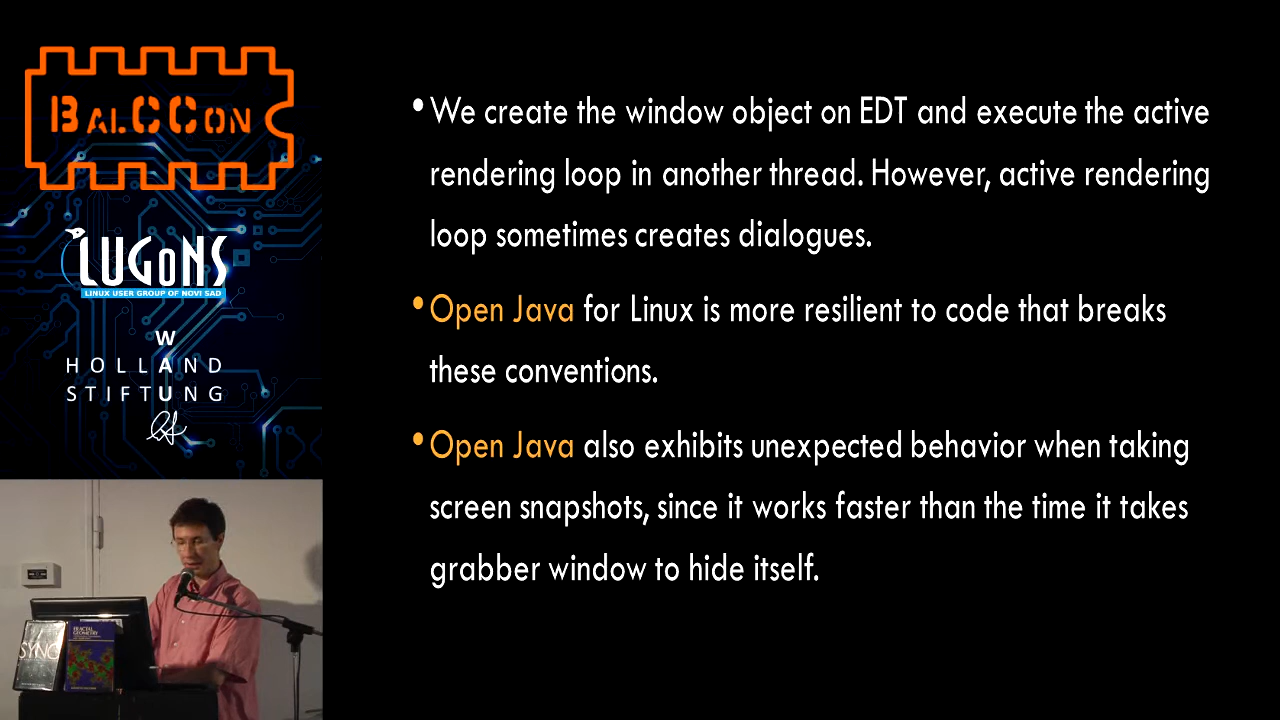 BALCCON
LUGONS
LINUX USER GROUP OF NOVI SAD
W
HOLLAND
STIFTUNG
• We create the window object on EDT and execute the active
rendering loop in another thread. However, active rendering
loop sometimes creates dialogues.
• Open Java for Linux is more resilient to code that breaks
these conventions.
• Open Java also exhibits unexpected behavior when taking
screen snapshots, since it works faster than the time it takes
grabber window to hide itself.
SYNC
FRACTAL
GEOMETRY